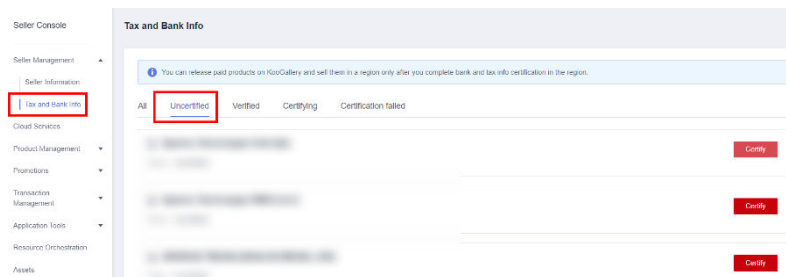 Seller Console
Tax and Bank Info
Seller Management
You can release paid products on KooGallery and sell them in a region only after you complete bank and tax info certification in the region.
Seller Information
Tax and Bank Info
All
Uncertified
Verified
Certifying
Certification failed
Cloud Services
Product Management
Certify
Promotions
Transaction
Management
Certify
Application Tools
Resource Orchestration
Assets
Certify